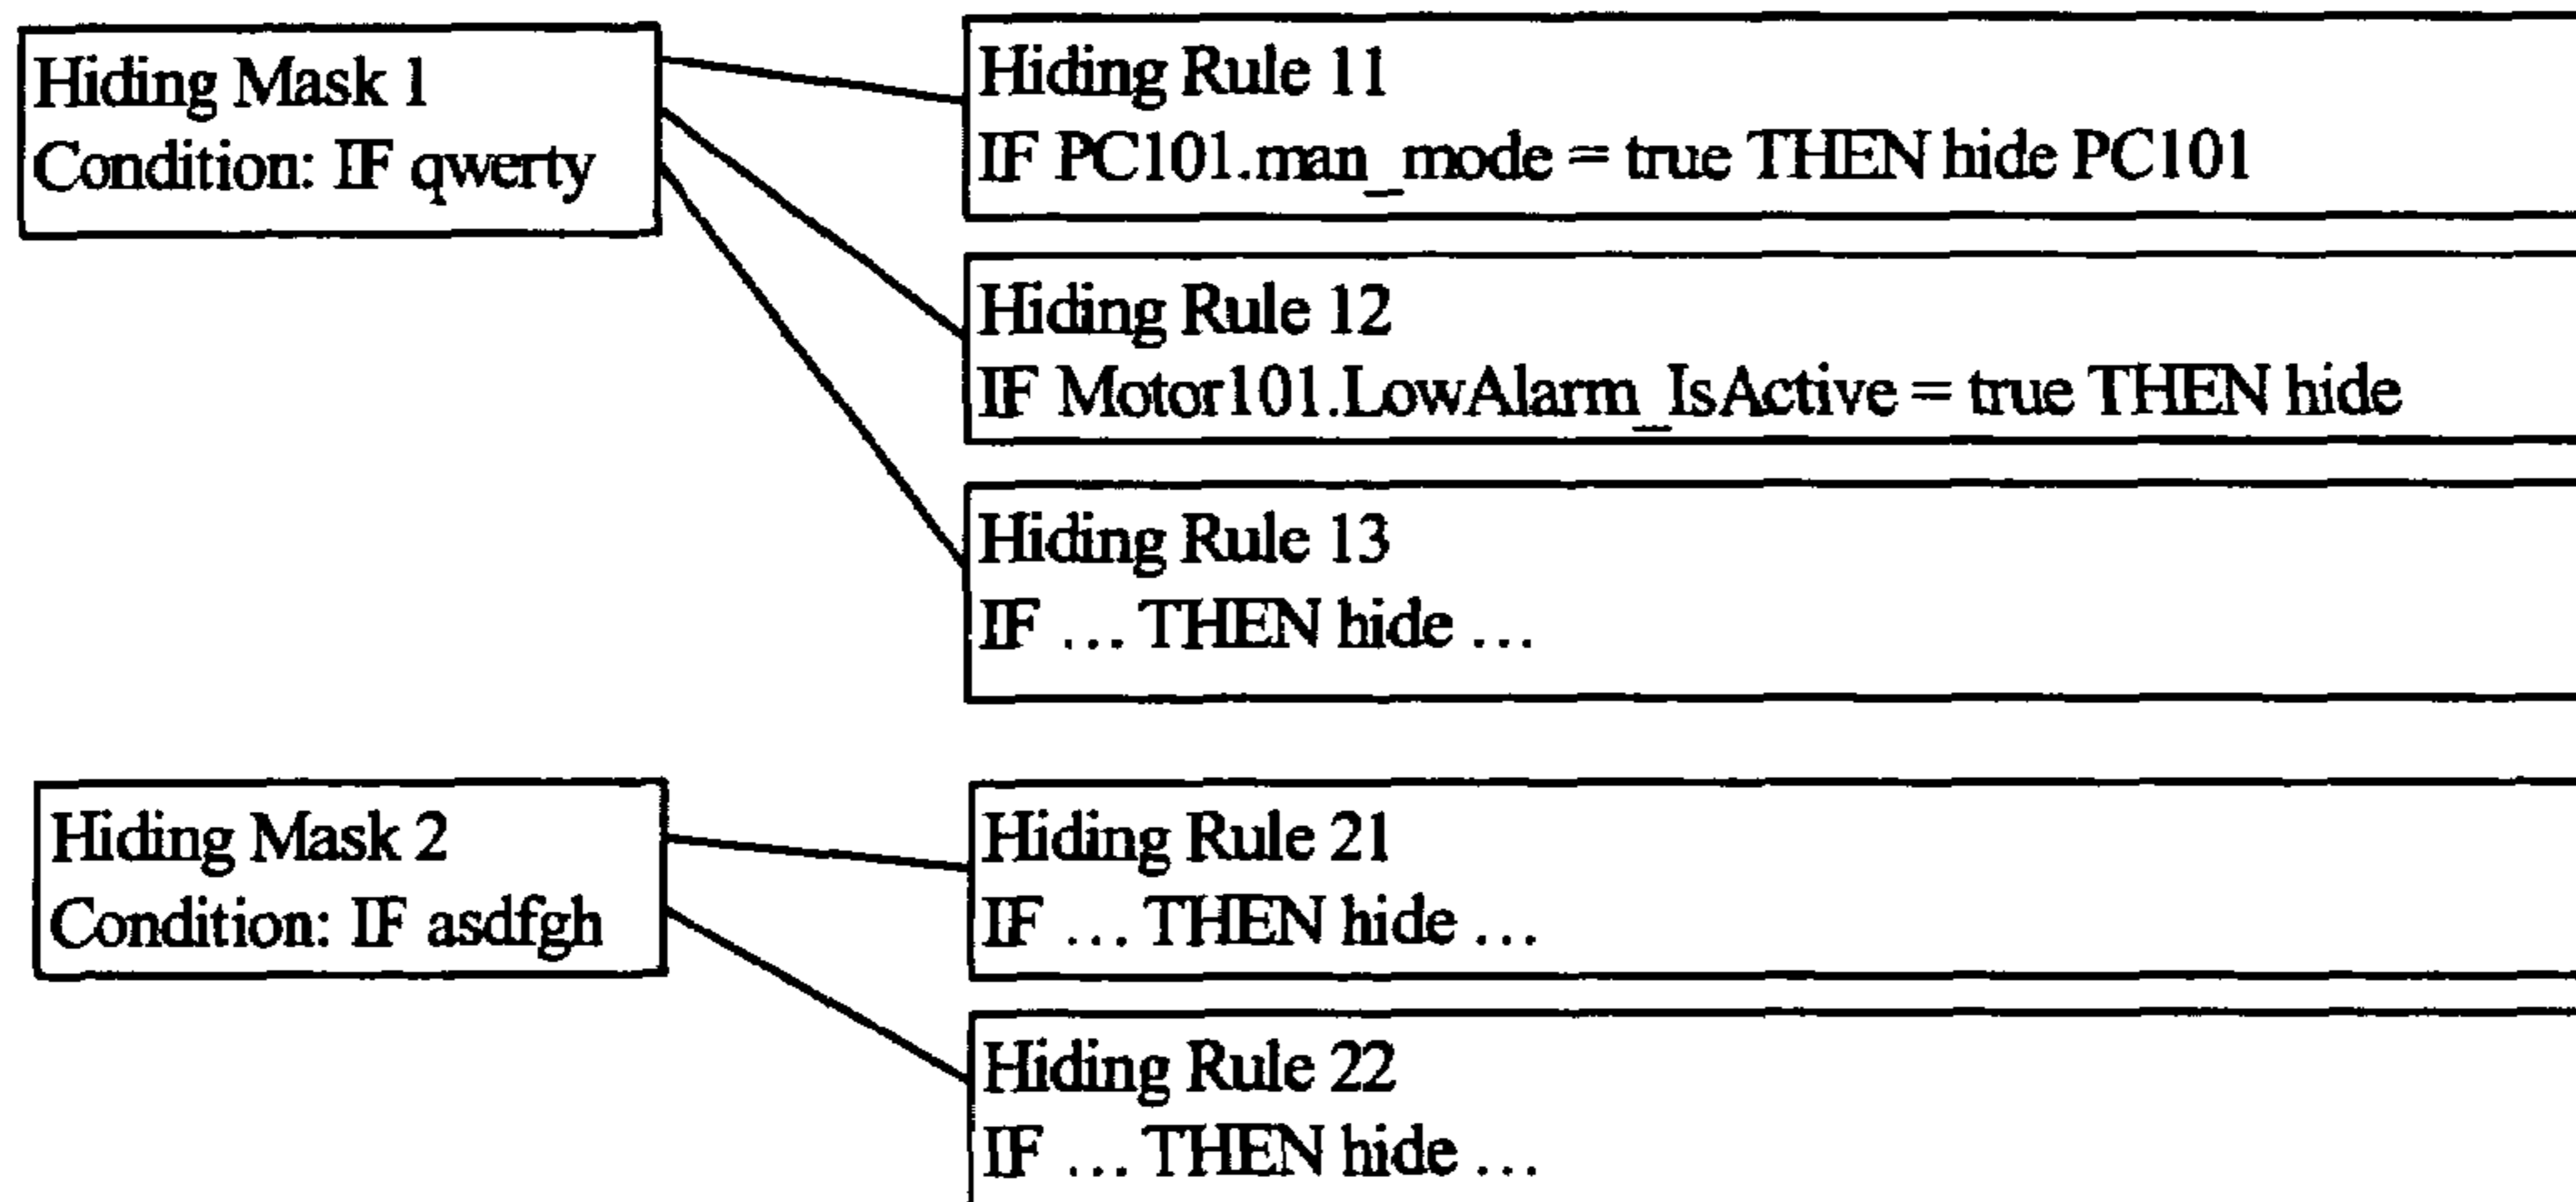 Hiding Mask 1
Condition: IF qwerty
Hiding Rule 11
IF PC101.man_mode = true THEN hide PC101
Hiding Rule 12
IF Motor101.LowAlarm_IsActive = true THEN hide
Hiding Rule 13
IF ... THEN hide ...
Hiding Mask 2
Condition: IF asdfgh
Hiding Rule 21
IF ... THEN hide ...
Hiding Rule 22
IF ... THEN hide ...